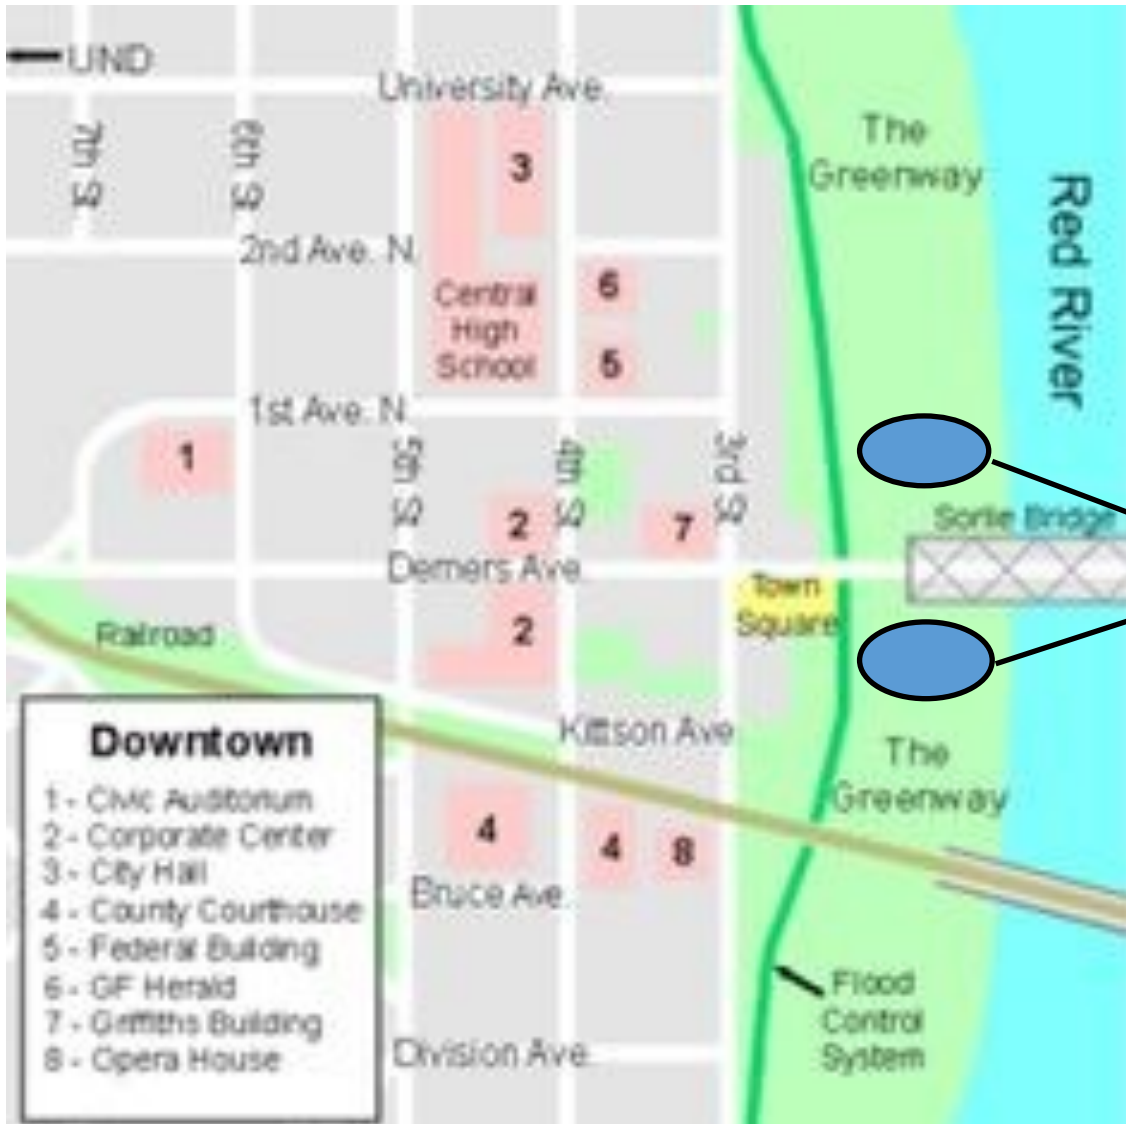 UND
University Ave.
7th St
6th St
3
The
Greenway
Red River
2nd Ave. N.
Central
High
School
6
5
1st Ave. N.
1
5th St
4th St
3rd St
2
7
Sorlie Bridge
Demers Ave.
Town
Square
2
Railroad
Kittson Ave
The
Greenway
Downtown
1 - Civic Auditorium
2 - Corporate Center
3 - City Hall
4 - County Courthouse
5 - Federal Building
6 - GF Herald
7 - Griffiths Building
8 - Opera House
4
4
8
Bruce Ave.
Flood
Control
System
Division Ave.